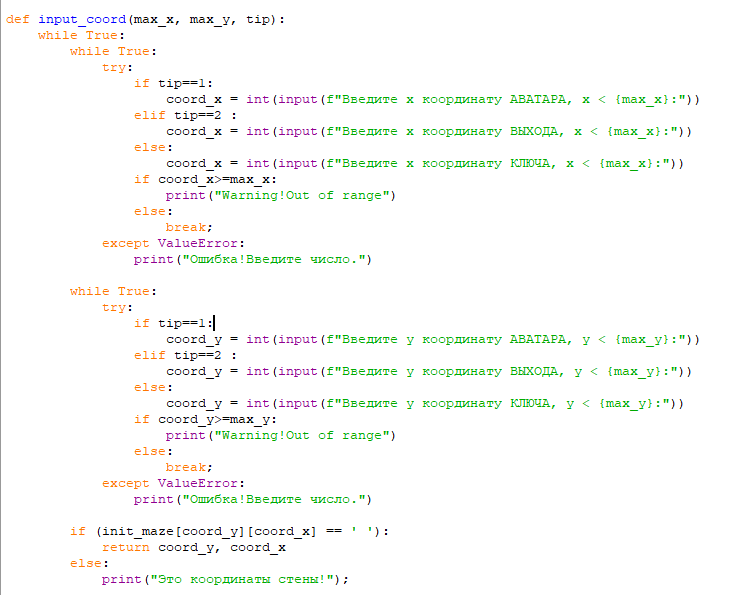 def input_coord(max_x, max_y, tip):
    while True:
        while True:
            try:
                if tip==1:
                    coord_x = int(input(f"Введите x координату АВАТАРА, x < {max_x}:"))
                elif tip==2 :
                    coord_x = int(input(f"Введите x координату ВЫХОДА, x < {max_x}:"))
                else:
                    coord_x = int(input(f"Введите x координату КЛЮЧА, x < {max_x}:"))
                if coord_x>=max_x:
                    print("Warning!Out of range")
                else:
                    break;
            except ValueError:
                print("Ошибка!Введите число.")

        while True:
            try:
                if tip==1:
                    coord_y = int(input(f"Введите y координату АВАТАРА, y < {max_y}:"))
                elif tip==2 :
                    coord_y = int(input(f"Введите y координату ВЫХОДА, y < {max_y}:"))
                else:
                    coord_y = int(input(f"Введите y координату КЛЮЧА, y < {max_y}:"))
                if coord_y>=max_y:
                    print("Warning!Out of range")
                else:
                    break;
            except ValueError:
                print("Ошибка!Введите число.")

        if (init_maze[coord_y][coord_x] == ' '):
            return coord_y, coord_x
        else:
            print("Это координаты стены!");